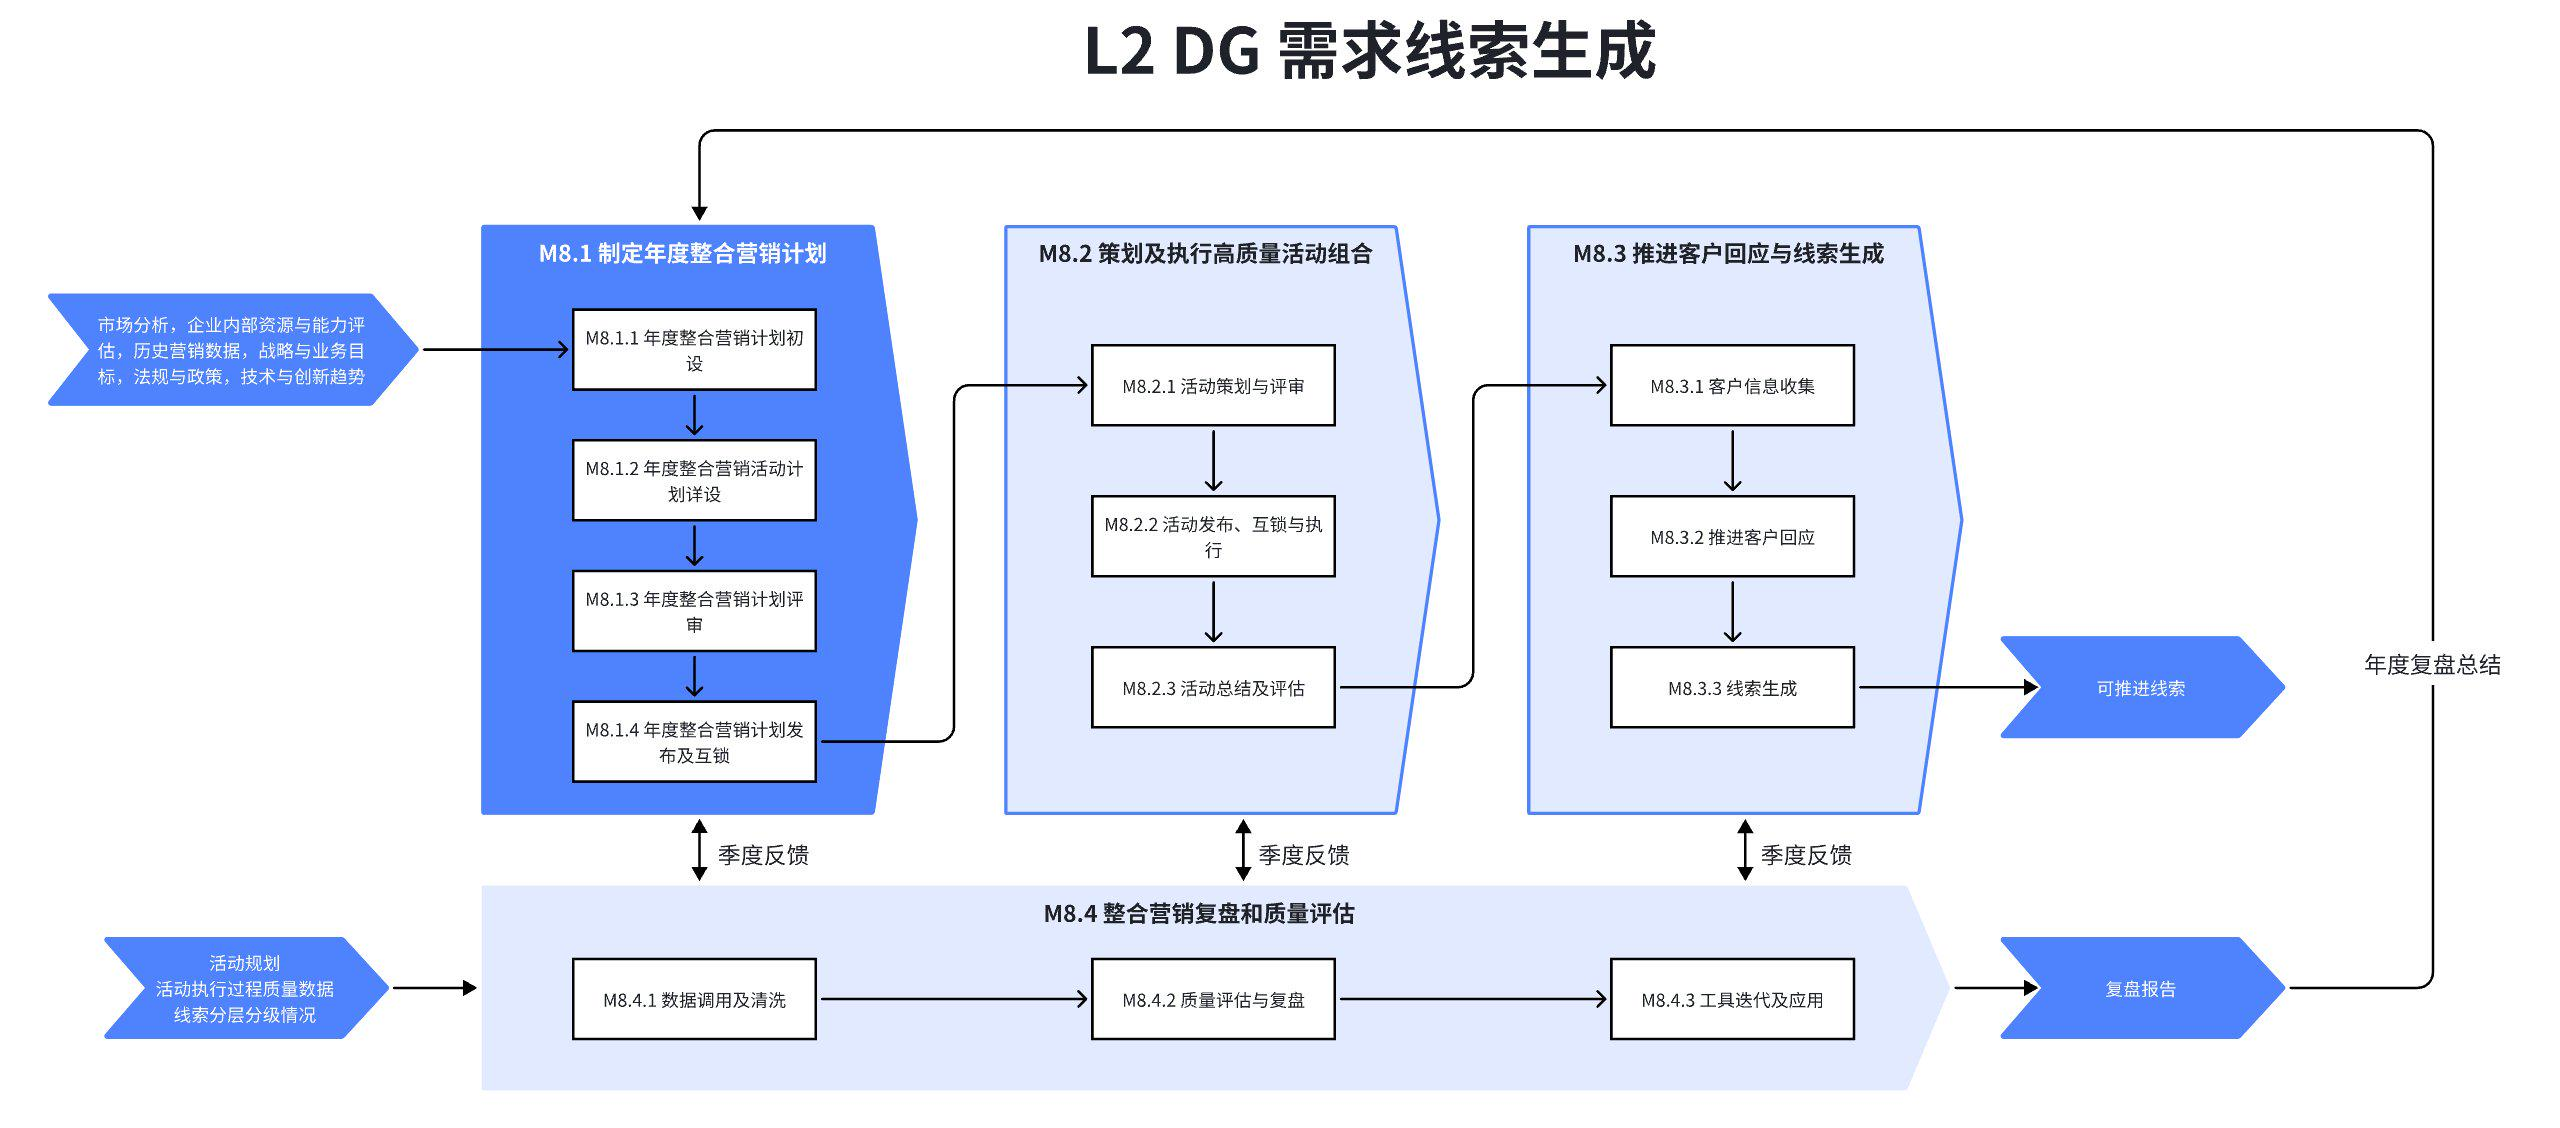 L2 DG 需求线索生成
M8.1 制定年度整合营销计划
M8.2 策划及执行高质量活动组合
M8.3 推进客户回应与线索生成
市场分析，企业内部资源与能力评
估，历史营销数据，战略与业务目
标，法规与政策，技术与创新趋势
M8.1.1 年度整合营销计划初
设
M8.1.2 年度整合营销活动计
划详设
M8.1.3 年度整合营销计划评
审
M8.1.4 年度整合营销计划发
布及互锁
M8.2.1 活动策划与评审
M8.2.2 活动发布、互锁与执
行
M8.2.3 活动总结及评估
M8.3.1 客户信息收集
M8.3.2 推进客户回应
M8.3.3 线索生成
可推进线索
年度复盘总结
季度反馈
季度反馈
季度反馈
M8.4 整合营销复盘和质量评估
活动规划
活动执行过程质量数据
线索分层分级情况
M8.4.1 数据调用及清洗
M8.4.2 质量评估与复盘
M8.4.3 工具迭代及应用
复盘报告